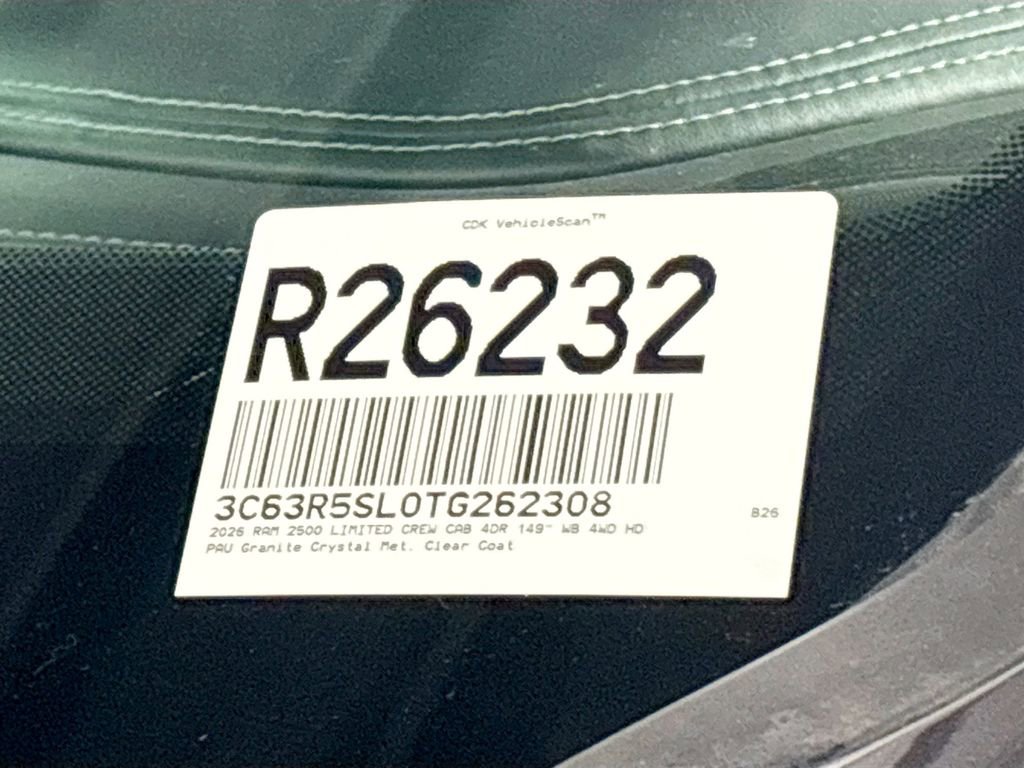 CDK VehicleScan™
R26232
3C63R5SL0TG262308
2026 RAM 2500 LIMITED CREW CAB 4DR 149" WB 4WD HD
PAU Granite Crystal Met. Clear Coat
B26